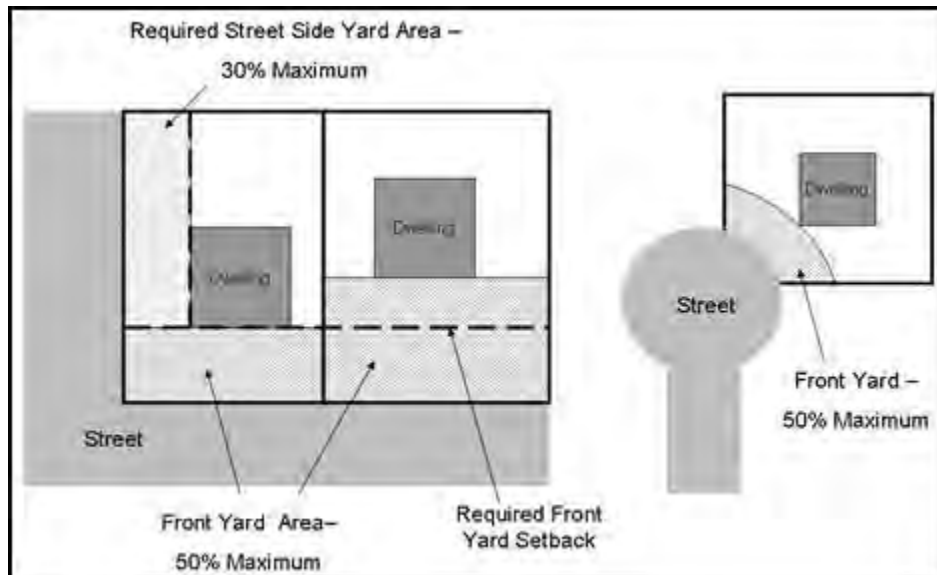 Required Street Side Yard Area –
30% Maximum
Dwelling
Dwelling
Dwelling
Street
Street
Front Yard –
50% Maximum
Front Yard Area–
50% Maximum
Required Front
Yard Setback